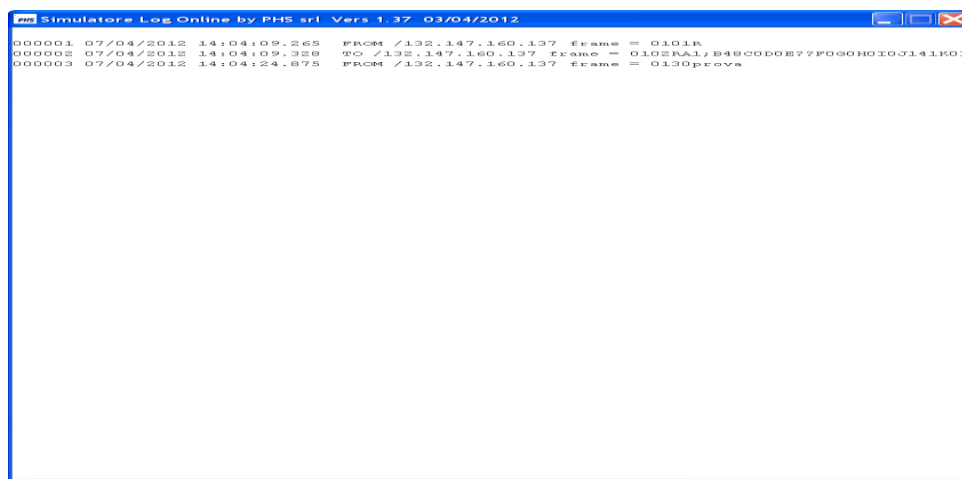 PHS Simulatore Log Online by PHS srl Vers 1.37 03/04/2012
000001 07/04/2012 14:04:09.265 FROM /132.147.160.137 frame = 0101R
000002 07/04/2012 14:04:09.328 TO /132.147.160.137 frame = 0102RA1;B48C0D0E??F0G0H0I0J141K0
000003 07/04/2012 14:04:24.875 FROM /132.147.160.137 frame = 0130prova